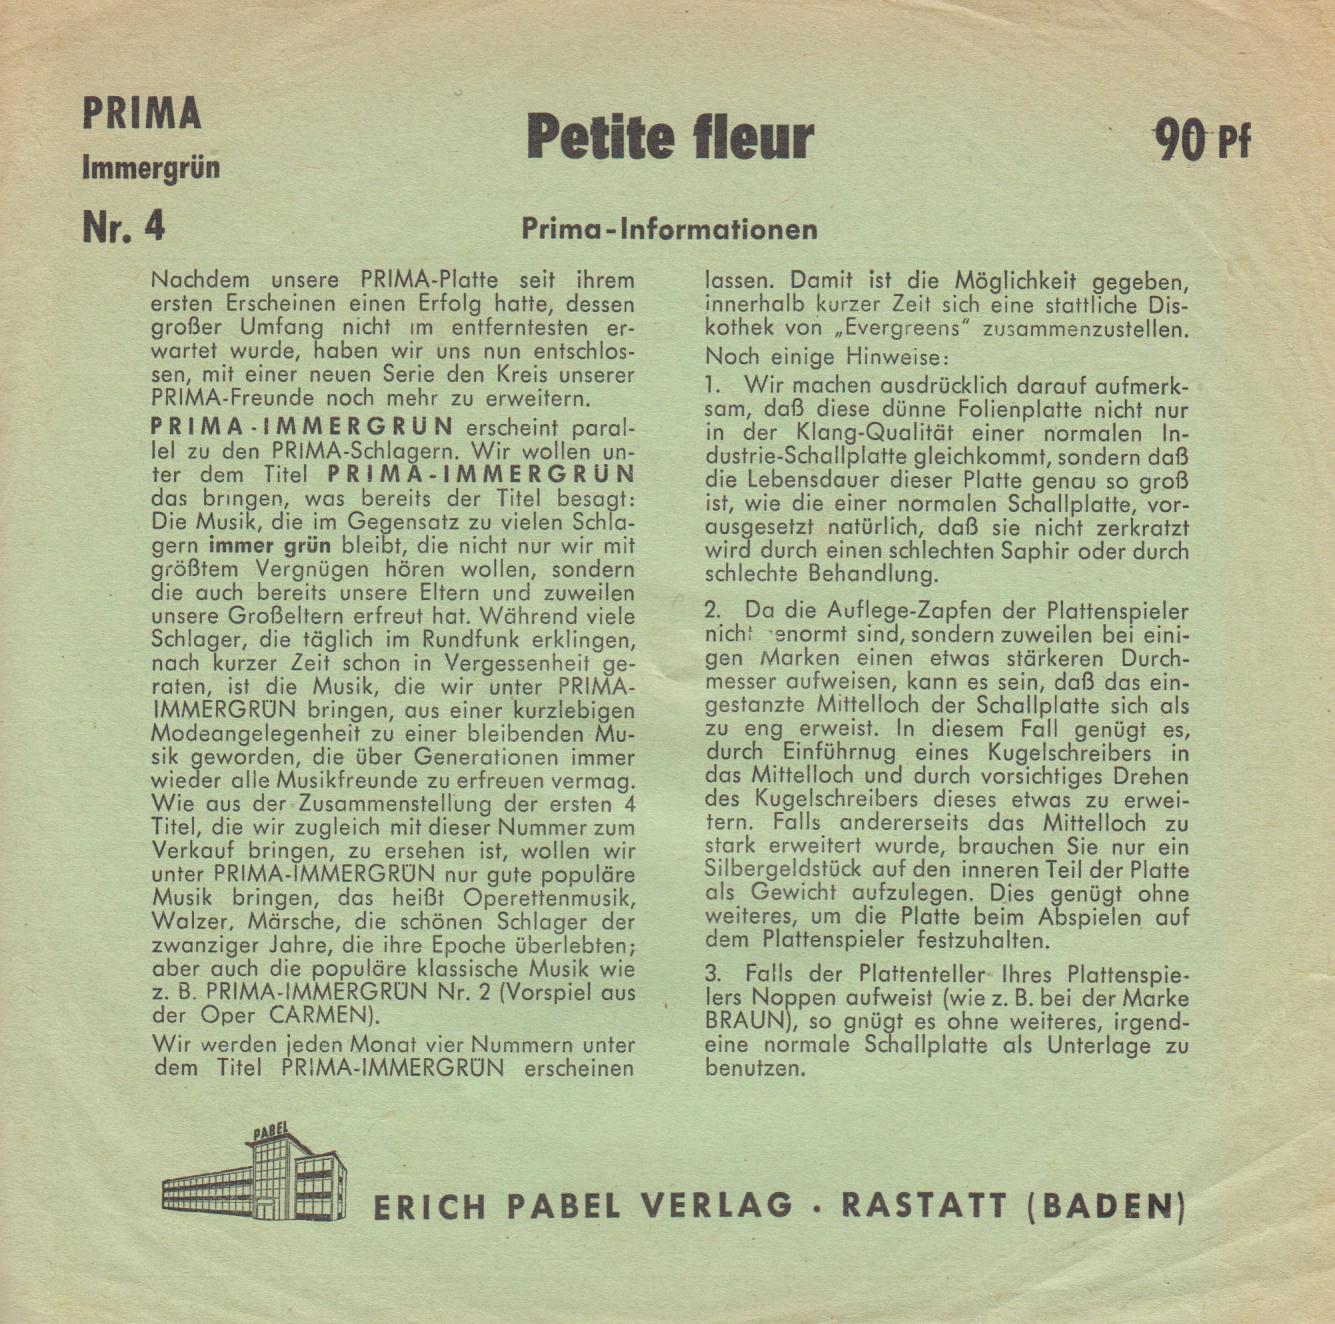 PRIMA
Immergrün
Nr. 4
Petite fleur
90 Pf
Prima-Informationen
Nachdem unsere PRIMA-Platte seit ihrem
ersten Erscheinen einen Erfolg hatte, dessen
großer Umfang nicht im entferntesten er-
wartet wurde, haben wir uns nun entschlos-
sen, mit einer neuen Serie den Kreis unserer
PRIMA-Freunde noch mehr zu erweitern.
PRIMA-IMMERGRÜN erscheint paral-
lel zu den PRIMA-Schlagern. Wir wollen un-
ter dem Titel PRIMA-IMMERGRÜN
das bringen, was bereits der Titel besagt:
Die Musik, die im Gegensatz zu vielen Schla-
gern immer grün bleibt, die nicht nur wir mit
größtem Vergnügen hören wollen, sondern
die auch bereits unsere Eltern und zuweilen
unsere Großeltern erfreut hat. Während viele
Schlager, die täglich im Rundfunk erklingen,
nach kurzer Zeit schon in Vergessenheit ge-
raten, ist die Musik, die wir unter PRIMA-
IMMERGRÜN bringen, aus einer kurzlebigen
Modeangelegenheit zu einer bleibenden Mu-
sik geworden, die über Generationen immer
wieder alle Musikfreunde zu erfreuen vermag.
Wie aus der Zusammenstellung der ersten 4
Titel, die wir zugleich mit dieser Nummer zum
Verkauf bringen, zu ersehen ist, wollen wir
unter PRIMA-IMMERGRÜN nur gute populäre
Musik bringen, das heißt Operettenmusik,
Walzer, Märsche, die schönen Schlager der
zwanziger Jahre, die ihre Epoche überlebten;
aber auch die populäre klassische Musik wie
z. B. PRIMA-IMMERGRÜN Nr. 2 (Vorspiel aus
der Oper CARMEN).
Wir werden jeden Monat vier Nummern unter
dem Titel PRIMA-IMMERGRÜN erscheinen
lassen. Damit ist die Möglichkeit gegeben,
innerhalb kurzer Zeit sich eine stattliche Dis-
kothek von „Evergreens" zusammenzustellen.
Noch einige Hinweise:
1. Wir machen ausdrücklich darauf aufmerk-
sam, daß diese dünne Folienplatte nicht nur
in der Klang-Qualität einer normalen In-
dustrie-Schallplatte gleichkommt, sondern daß
die Lebensdauer dieser Platte genau so groß
ist, wie die einer normalen Schallplatte, vor-
ausgesetzt natürlich, daß sie nicht zerkratzt
wird durch einen schlechten Saphir oder durch
schlechte Behandlung.
2. Da die Auflege-Zapfen der Plattenspieler
nicht genormt sind, sondern zuweilen bei eini-
gen Marken einen etwas stärkeren Durch-
messer aufweisen, kann es sein, daß das ein-
gestanzte Mittelloch der Schallplatte sich als
zu eng erweist. In diesem Fall genügt es,
durch Einführnug eines Kugelschreibers in
das Mittelloch und durch vorsichtiges Drehen
des Kugelschreibers dieses etwas zu erwei-
tern. Falls andererseits das Mittelloch zu
stark erweitert wurde, brauchen Sie nur ein
Silbergeldstück auf den inneren Teil der Platte
als Gewicht aufzulegen. Dies genügt ohne
weiteres, um die Platte beim Abspielen auf
dem Plattenspieler festzuhalten.
3. Falls der Plattenteller Ihres Plattenspie-
lers Noppen aufweist (wie z. B. bei der Marke
BRAUN), so gnügt es ohne weiteres, irgend-
eine normale Schallplatte als Unterlage zu
benutzen.
PABEL
ERICH PABEL VERLAG · RASTATT (BADEN)